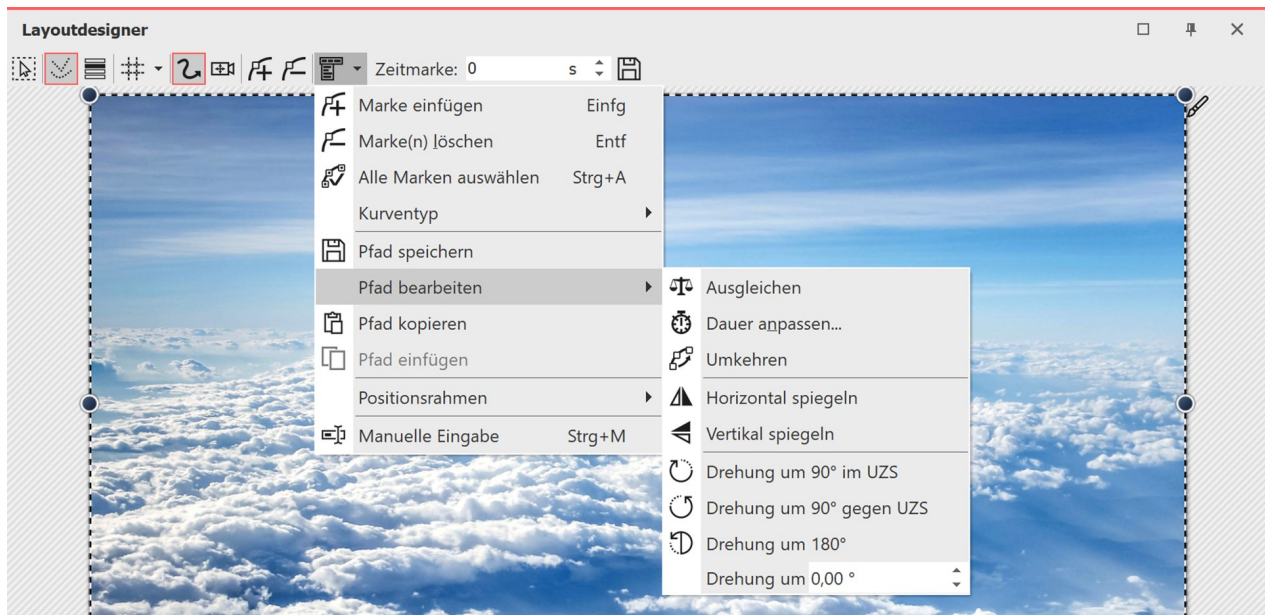 Layoutdesigner
Zeitmarke: 0 s
Marke einfügen Einfg
Marke(n) löschen Entf
Alle Marken auswählen Strg+A
Kurventyp
Pfad speichern
Pfad bearbeiten
Pfad kopieren
Pfad einfügen
Positionsrahmen
Manuelle Eingabe Strg+M
Ausgleichen
Dauer anpassen...
Umkehren
Horizontal spiegeln
Vertikal spiegeln
Drehung um 90° im UZS
Drehung um 90° gegen UZS
Drehung um 180°
Drehung um 0,00 °